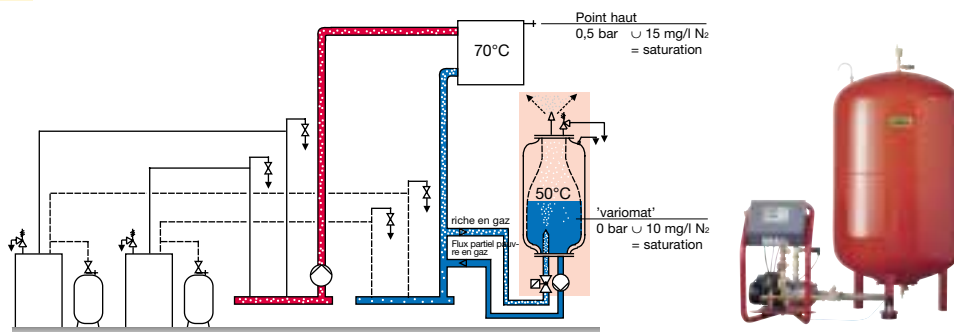 Point haut
0,5 bar ∪ 15 mg/l N₂
= saturation
70°C
50°C
'variomat'
0 bar ∪ 10 mg/l N₂
= saturation
riche en gaz
Flux partiel pauv-
re en gaz